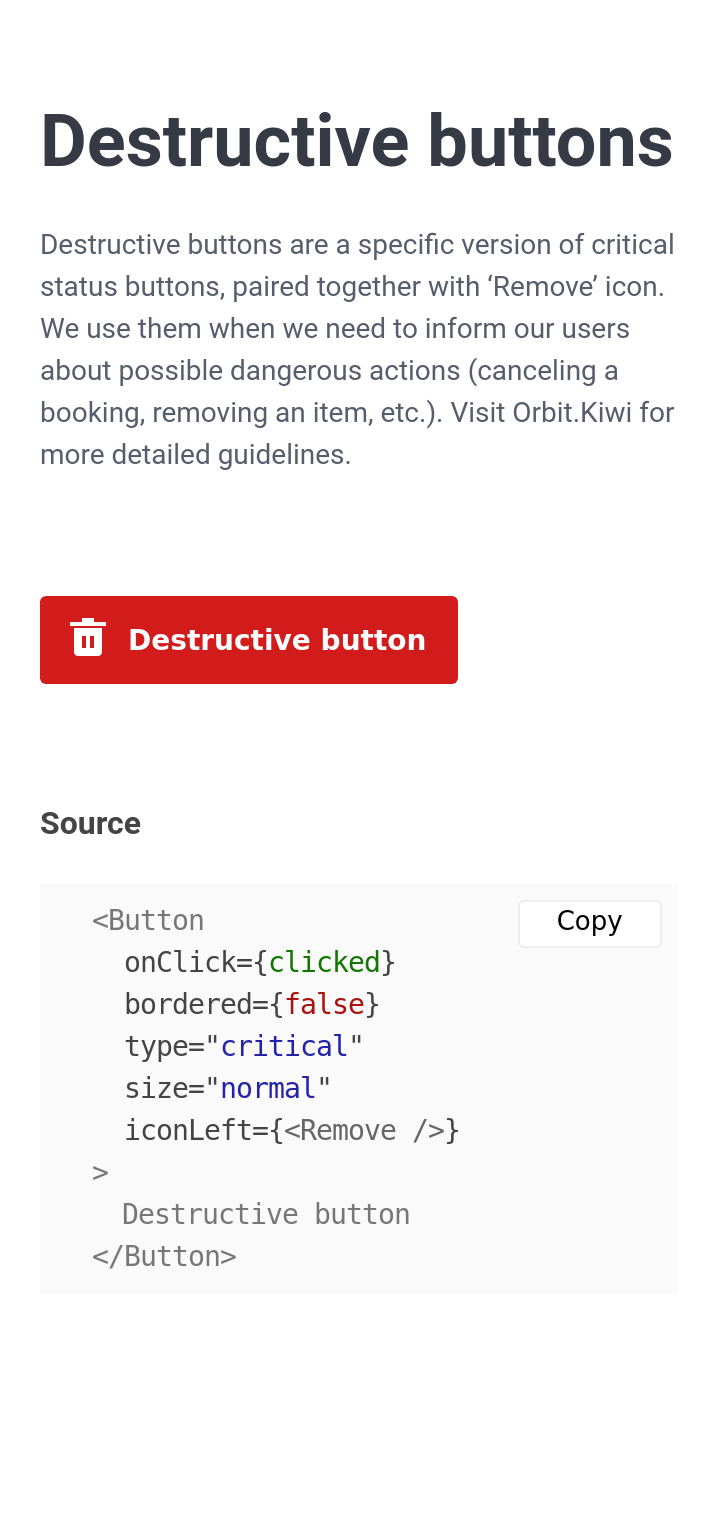 Destructive buttons
Destructive buttons are a specific version of critical
status buttons, paired together with ‘Remove’ icon.
We use them when we need to inform our users
about possible dangerous actions (canceling a
booking, removing an item, etc.). Visit Orbit.Kiwi for
more detailed guidelines.
Destructive button
Source
<Button
Copy
onClick={clicked}
bordered={false}
type="critical"
size="normal"
iconLeft={<Remove />}
>
Destructive button
</Button>